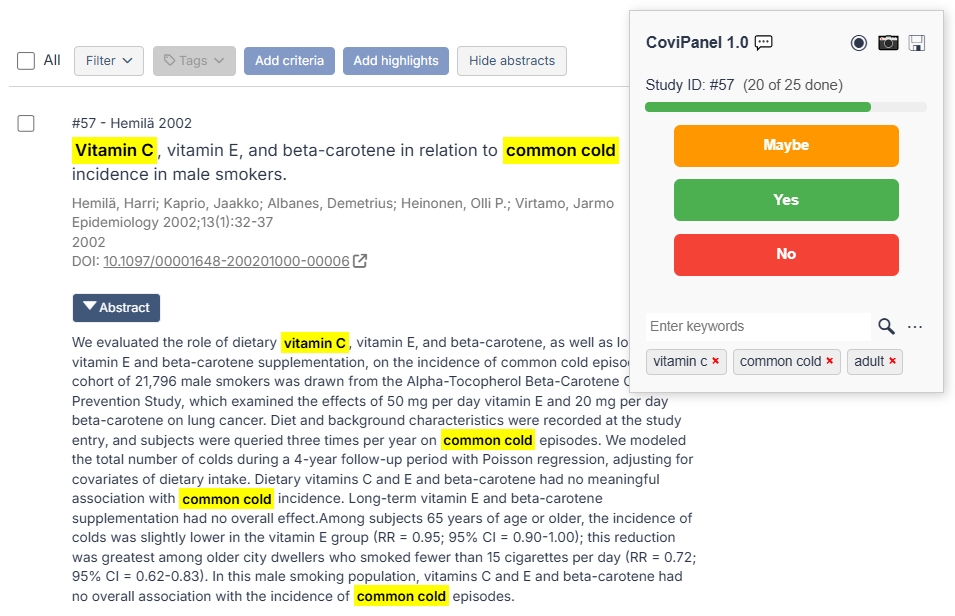 All
Filter
Tags
Add criteria
Add highlights
Hide abstracts
#57 - Hemilä 2002
Vitamin C, vitamin E, and beta-carotene in relation to common cold
incidence in male smokers.
Hemilä, Harri; Kaprio, Jaakko; Albanes, Demetrius; Heinonen, Olli P.; Virtamo, Jarmo
Epidemiology 2002;13(1):32-37
2002
DOI: 10.1097/00001648-200201000-00006
Abstract
We evaluated the role of dietary vitamin C, vitamin E, and beta-carotene, as well as lo
vitamin E and beta-carotene supplementation, on the incidence of common cold episo
cohort of 21,796 male smokers was drawn from the Alpha-Tocopherol Beta-Carotene C
Prevention Study, which examined the effects of 50 mg per day vitamin E and 20 mg per day
beta-carotene on lung cancer. Diet and background characteristics were recorded at the study
entry, and subjects were queried three times per year on common cold episodes. We modeled
the total number of colds during a 4-year follow-up period with Poisson regression, adjusting for
covariates of dietary intake. Dietary vitamins C and E and beta-carotene had no meaningful
association with common cold incidence. Long-term vitamin E and beta-carotene
supplementation had no overall effect.Among subjects 65 years of age or older, the incidence of
colds was slightly lower in the vitamin E group (RR = 0.95; 95% CI = 0.90-1.00); this reduction
was greatest among older city dwellers who smoked fewer than 15 cigarettes per day (RR = 0.72;
95% CI = 0.62-0.83). In this male smoking population, vitamins C and E and beta-carotene had
no overall association with the incidence of common cold episodes.
CoviPanel 1.0
Study ID: #57 (20 of 25 done)
Maybe
Yes
No
Enter keywords
...
vitamin c ×
common cold ×
adult ×